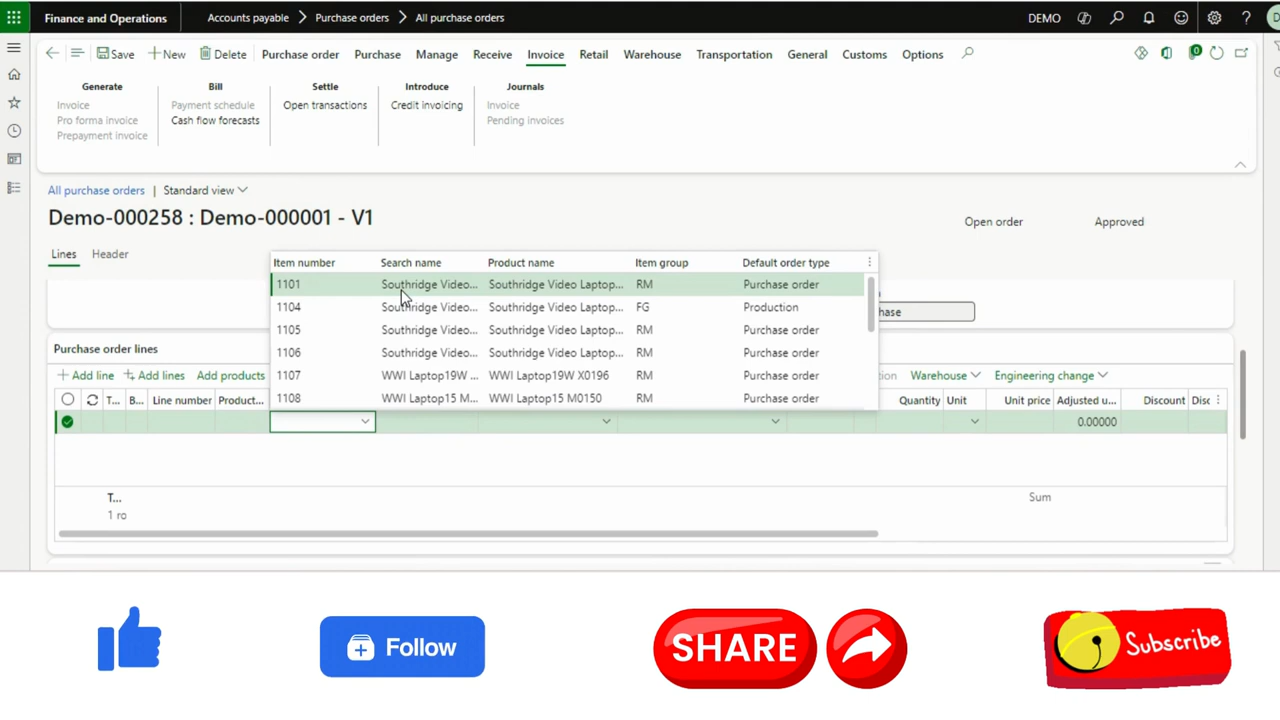 Finance and Operations Accounts payable Purchase orders All purchase orders DEMO
Save New Delete Purchase order Purchase Manage Receive Invoice Retail Warehouse Transportation General Customs Options 0
Generate Bill Settle Introduce Journals
Invoice Payment schedule Open transactions Credit invoicing Invoice
Pro forma invoice Cash flow forecasts Pending invoices
Prepayment invoice
All purchase orders | Standard view
Demo-000258 : Demo-000001 - V1
Open order Approved
Lines Header
Item number Search name Product name Item group Default order type
1101 Southridge Video... Southridge Video Laptop... RM Purchase order
1104 Southridge Video... Southridge Video Laptop... FG Production
1105 Southridge Video... Southridge Video Laptop... RM Purchase order
1106 Southridge Video... Southridge Video Laptop... RM Purchase order
1107 WWI Laptop19W ... WWI Laptop19W X0196 RM Purchase order
1108 WWI Laptop15 M... WWI Laptop15 M0150 RM Purchase order
hase
Purchase order lines
Add line Add lines Add products tion Warehouse Engineering change
T... B... Line number Product... Quantity Unit Unit price Adjusted u... Discount Disc
0.00000
T... Sum
1 ro
Follow SHARE Subscribe